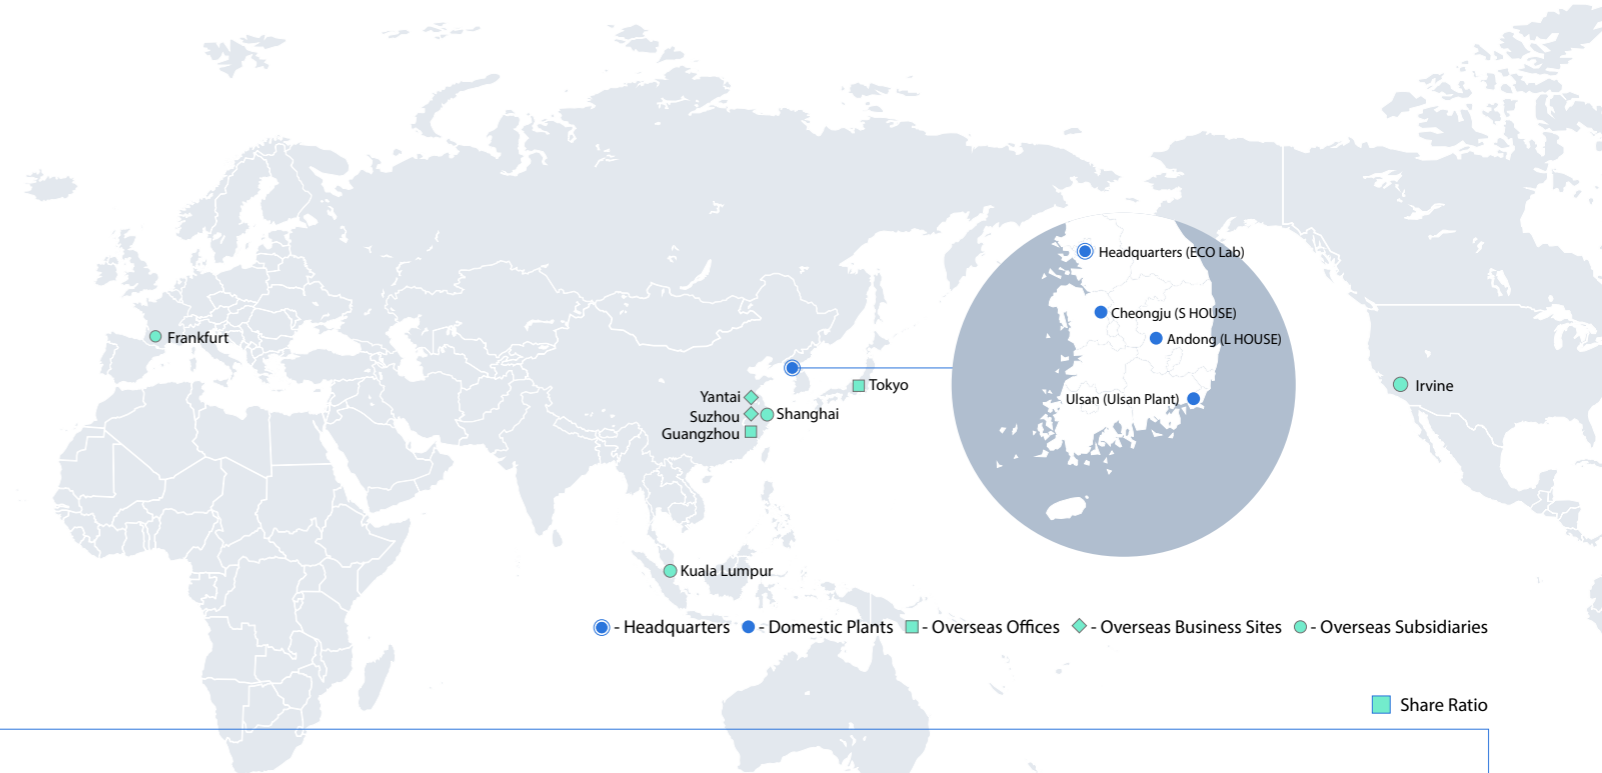 Headquarters (ECO Lab)
Cheongju (S HOUSE)
Andong (L HOUSE)
Ulsan (Ulsan Plant)
Frankfurt
Irvine
Tokyo
Yantai
Suzhou
Shanghai
Guangzhou
Kuala Lumpur
- Headquarters - Domestic Plants - Overseas Offices - Overseas Business Sites - Overseas Subsidiaries
Share Ratio